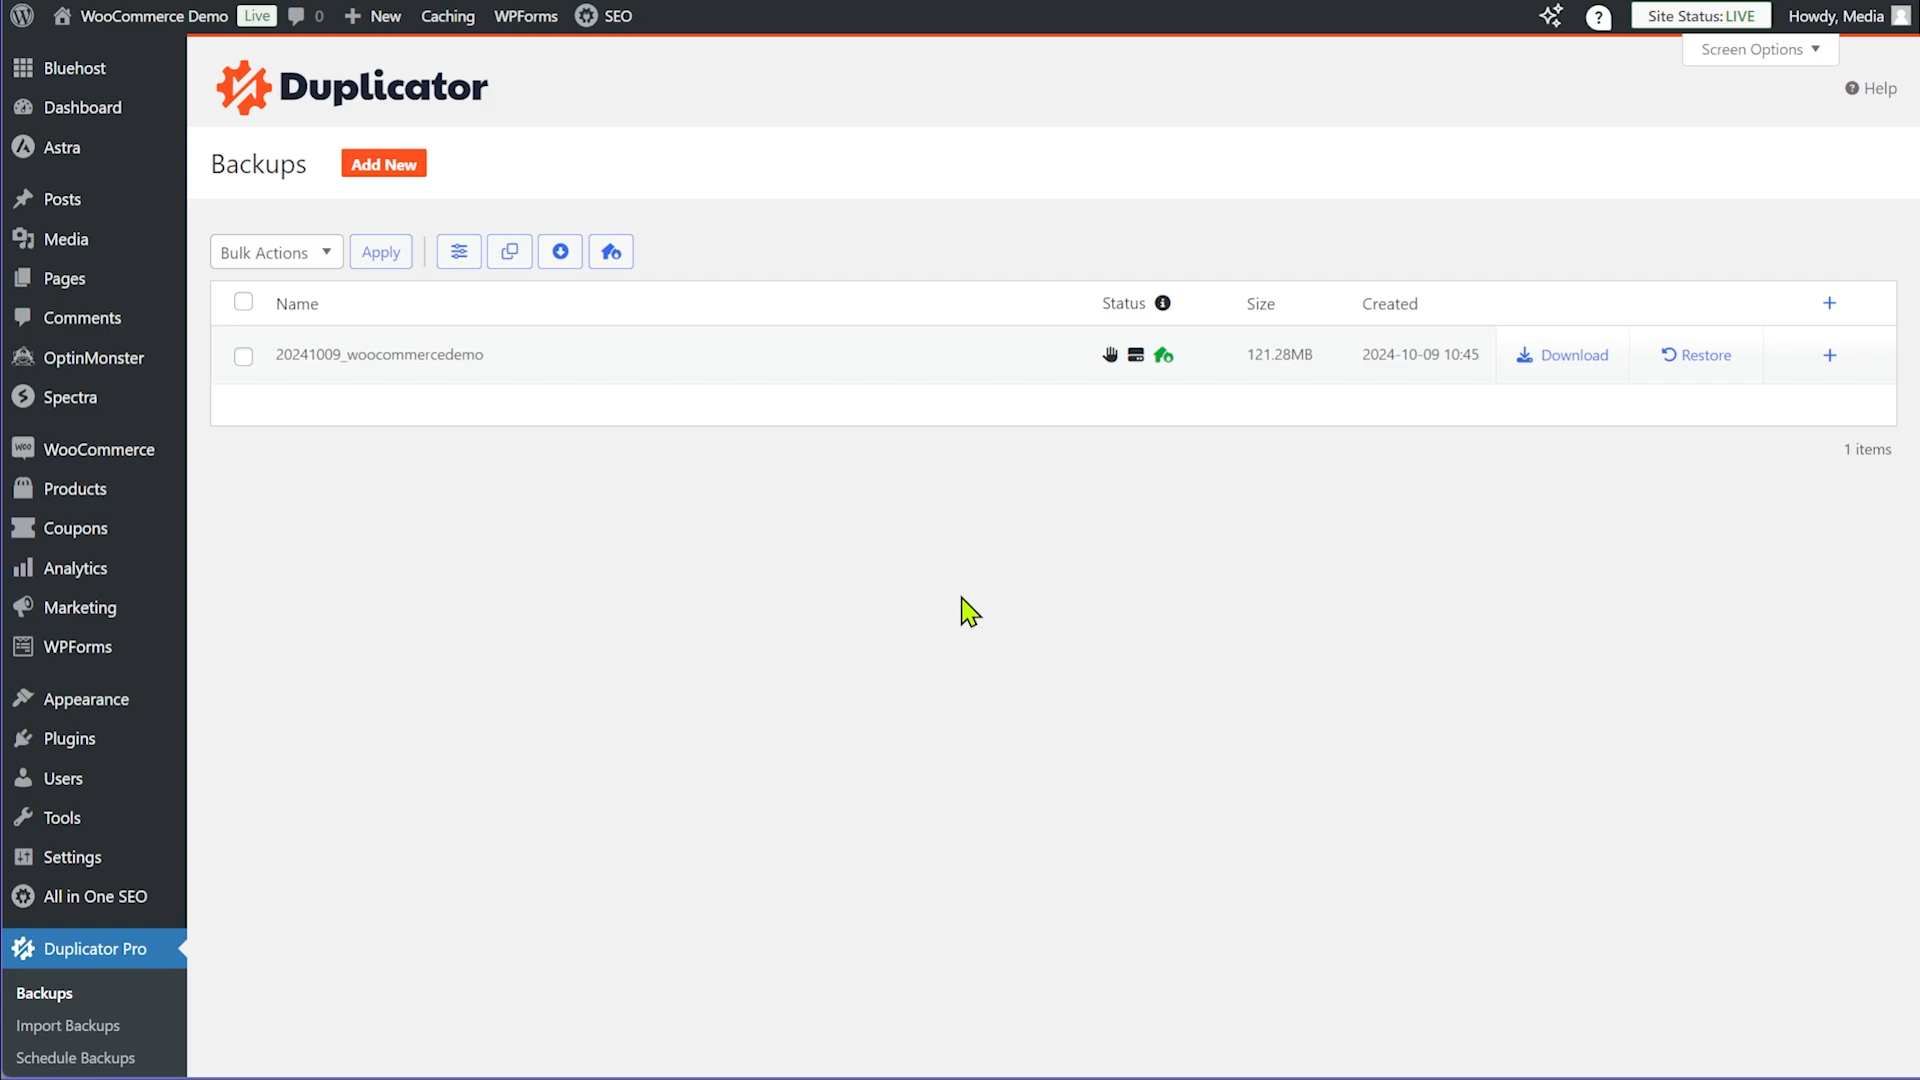 WooCommerce Demo Live 0 New Caching WPForms SEO ? Site Status: LIVE Howdy, Media
Screen Options
Help
Bluehost
Dashboard
Astra
Posts
Media
Pages
Comments
OptinMonster
Spectra
WooCommerce
Products
Coupons
Analytics
Marketing
WPForms
Appearance
Plugins
Users
Tools
Settings
All in One SEO
Duplicator Pro
Backups
Import Backups
Schedule Backups
Duplicator
Backups Add New
Bulk Actions Apply
Name Status Size Created +
20241009_woocommercedemo 121.28MB 2024-10-09 10:45 Download Restore +
1 items